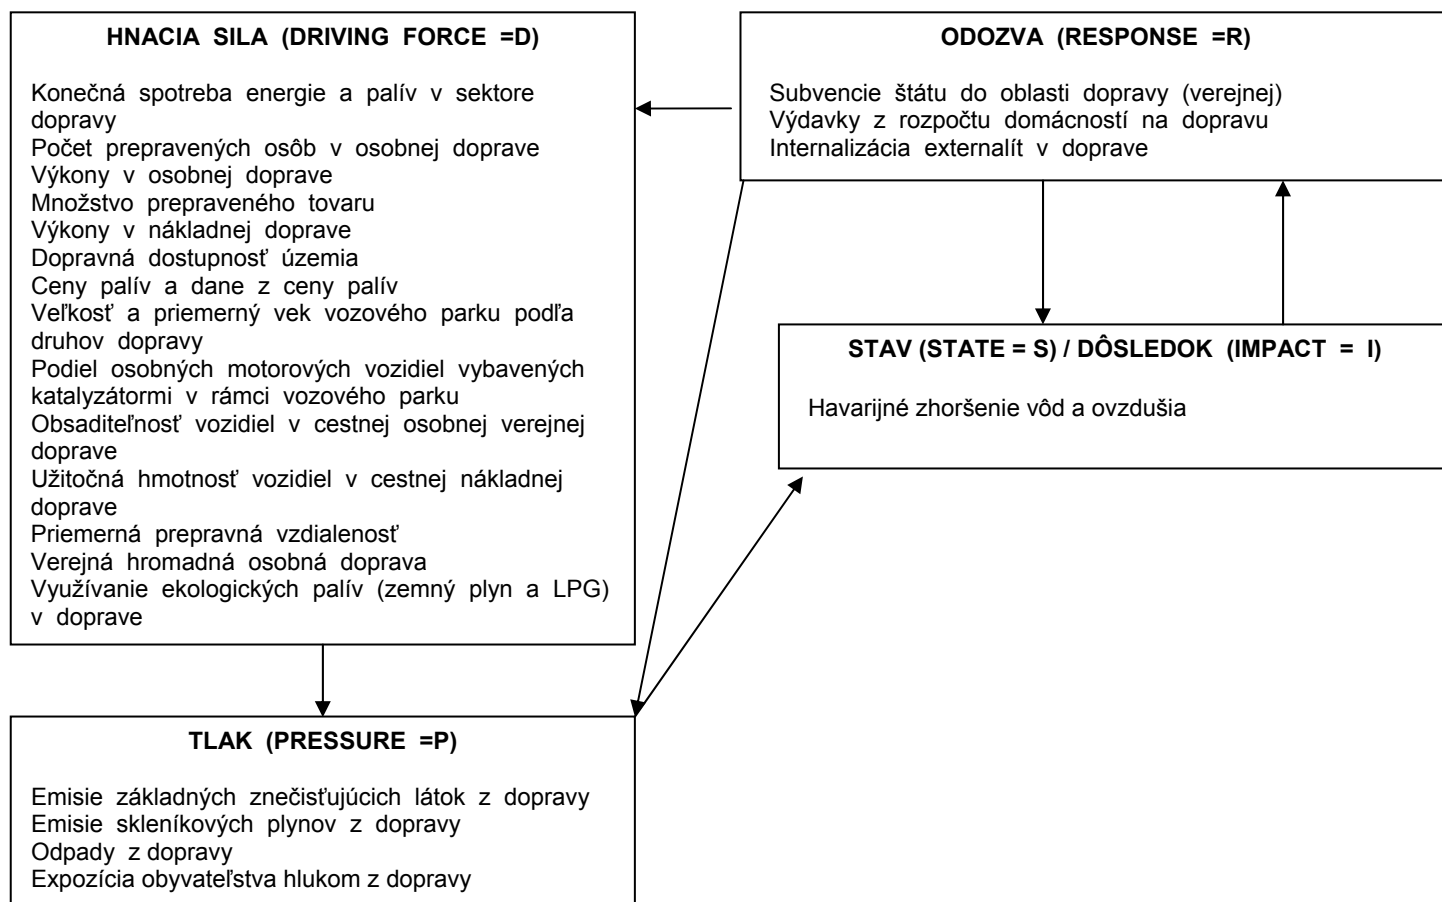 HNACIA SILA (DRIVING FORCE =D)
Konečná spotreba energie a palív v sektore
dopravy
Počet prepravených osôb v osobnej doprave
Výkony v osobnej doprave
Množstvo prepraveného tovaru
Výkony v nákladnej doprave
Dopravná dostupnosť územia
Ceny palív a dane z ceny palív
Veľkosť a priemerný vek vozového parku podľa
druhov dopravy
Podiel osobných motorových vozidiel vybavených
katalyzátormi v rámci vozového parku
Obsaditeľnosť vozidiel v cestnej osobnej verejnej
doprave
Užitočná hmotnosť vozidiel v cestnej nákladnej
doprave
Priemerná prepravná vzdialenosť
Verejná hromadná osobná doprava
Využívanie ekologických palív (zemný plyn a LPG)
v doprave
ODOZVA (RESPONSE =R)
Subvencie štátu do oblasti dopravy (verejnej)
Výdavky z rozpočtu domácností na dopravu
Internalizácia externalít v doprave
STAV (STATE = S) / DÔSLEDOK (IMPACT = I)
Havarijné zhoršenie vôd a ovzdušia
TLAK (PRESSURE =P)
Emisie základných znečisťujúcich látok z dopravy
Emisie skleníkových plynov z dopravy
Odpady z dopravy
Expozícia obyvateľstva hlukom z dopravy